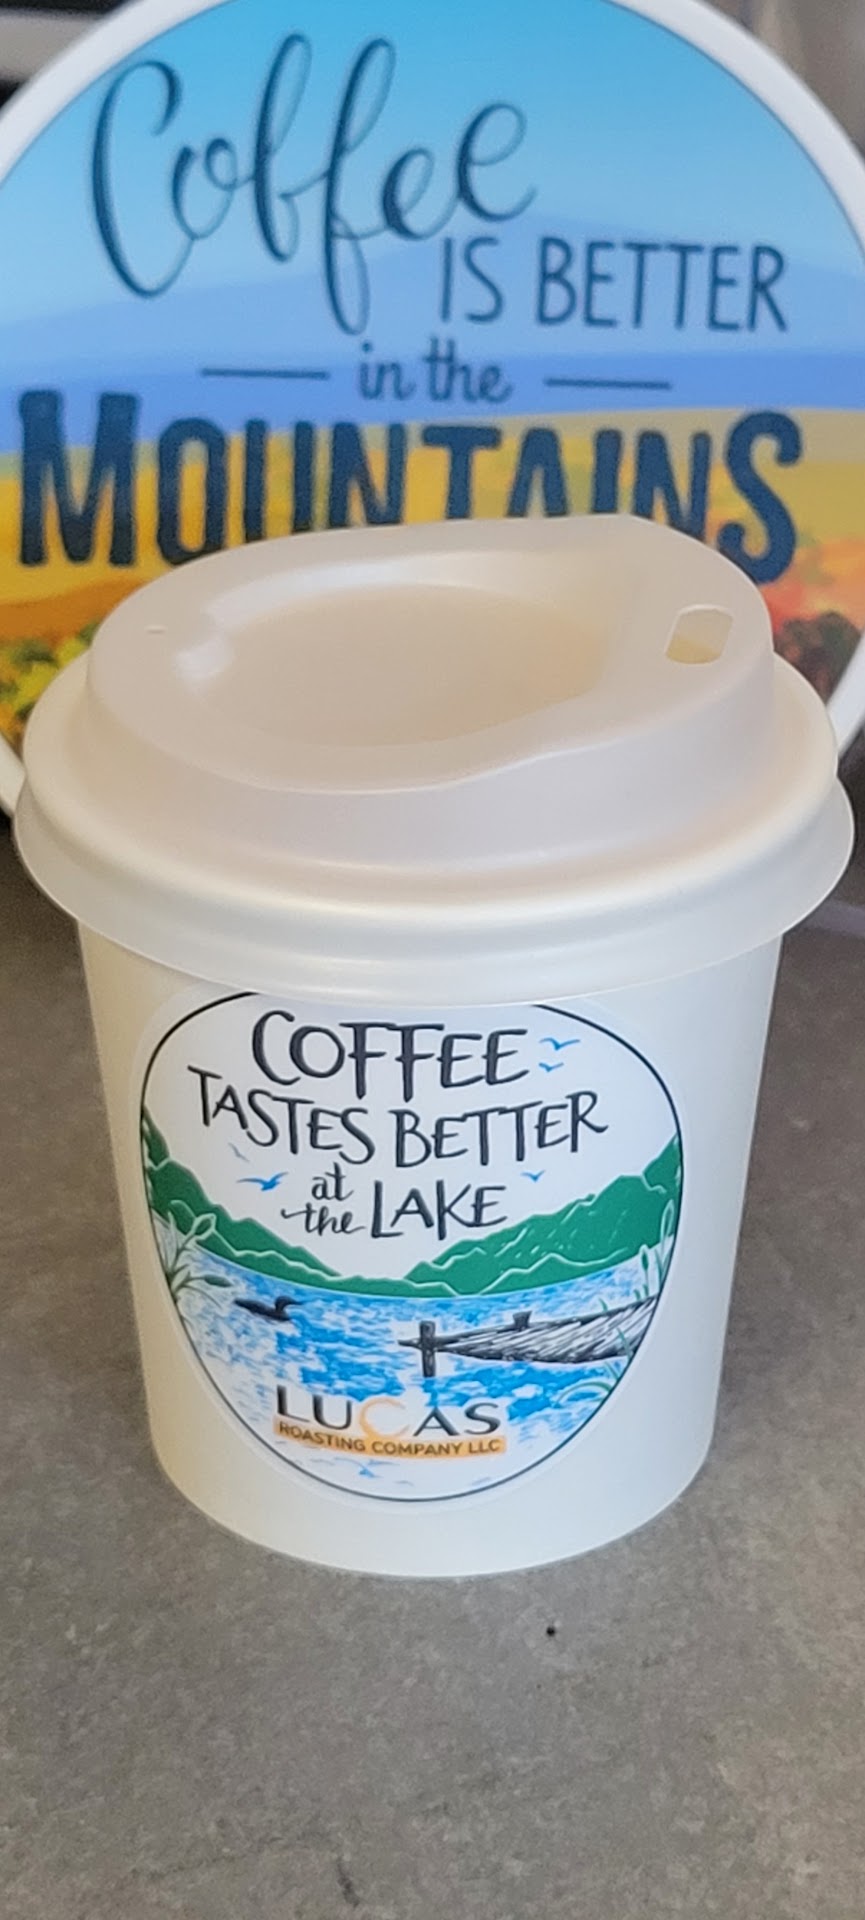 Coffee
IS BETTER
in the
MOUNTAINS
COFFEE
TASTES BETTER
at
the LAKE
LUCAS
ROASTING COMPANY LLC